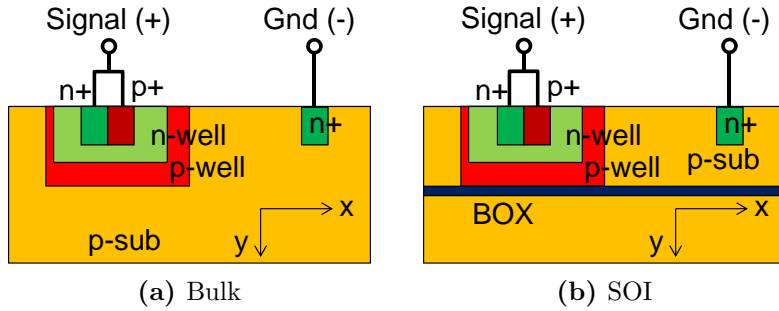 Signal (+)
Gnd (-)
n+
p+
n-well
p-well
n+
p-sub
x
y
(a) Bulk
Signal (+)
Gnd (-)
n+
p+
n-well
p-well
n+
p-sub
BOX
x
y
(b) SOI